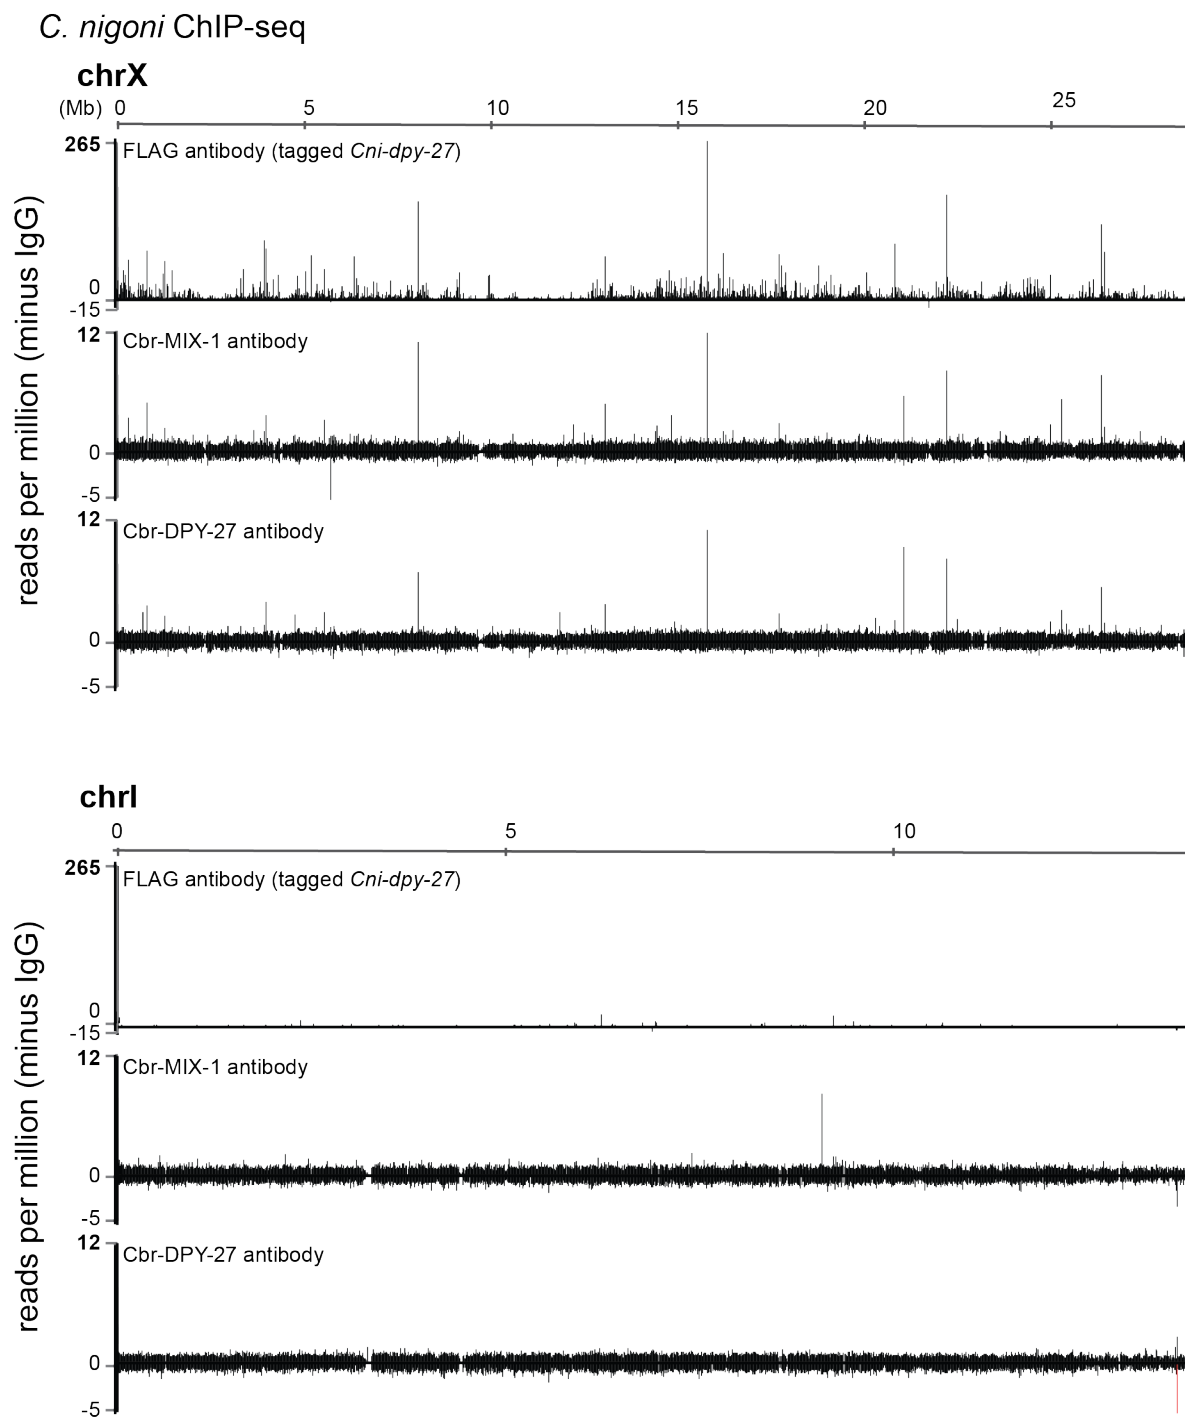 C. nigoni ChIP-seq
chrX
(Mb) 0 5 10 15 20 25
reads per million (minus IgG)
265
FLAG antibody (tagged Cni-dpy-27)
0
-15
12
Cbr-MIX-1 antibody
0
-5
12
Cbr-DPY-27 antibody
0
-5
chrI
0 5 10
reads per million (minus IgG)
265
FLAG antibody (tagged Cni-dpy-27)
0
-15
12
Cbr-MIX-1 antibody
0
-5
12
Cbr-DPY-27 antibody
0
-5